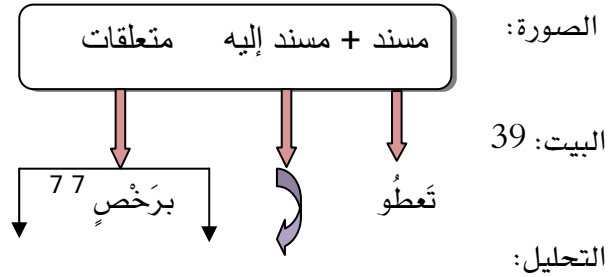 الصورة:
مسند + مسند إليه متعلقات
البيت: 39
تَعطُو برَخْصٍ 77
التحليل: